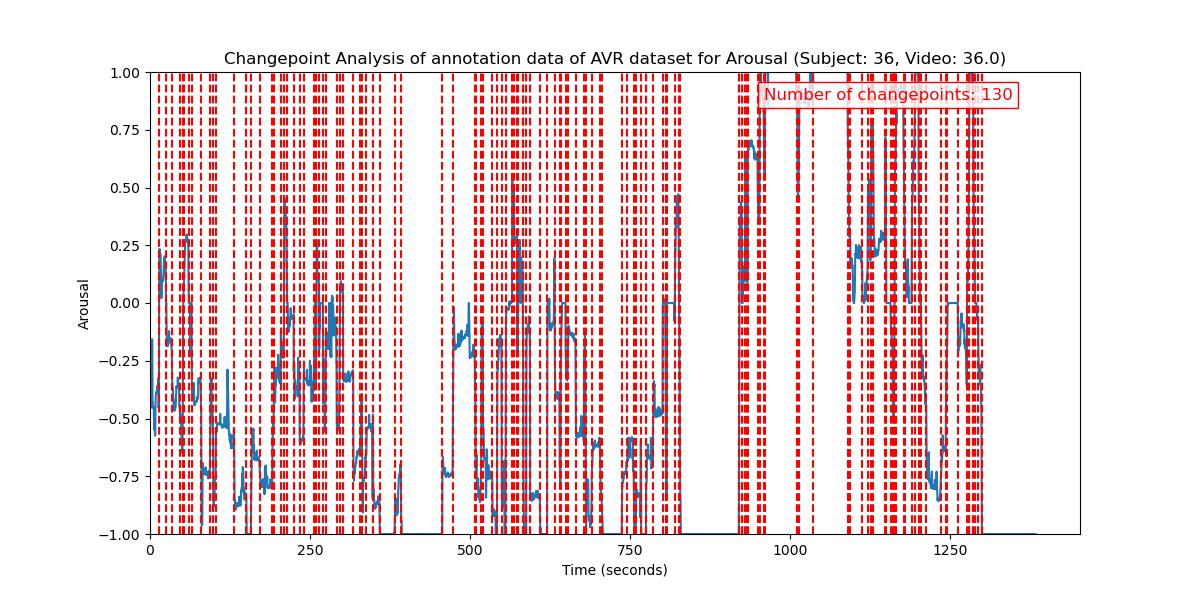 Changepoint Analysis of annotation data of AVR dataset for Arousal (Subject: 36, Video: 36.0)
Number of changepoints: 130
1.00
0.75
0.50
0.25
0.00
−0.25
−0.50
−0.75
−1.00
Arousal
0 250 500 750 1000 1250
Time (seconds)